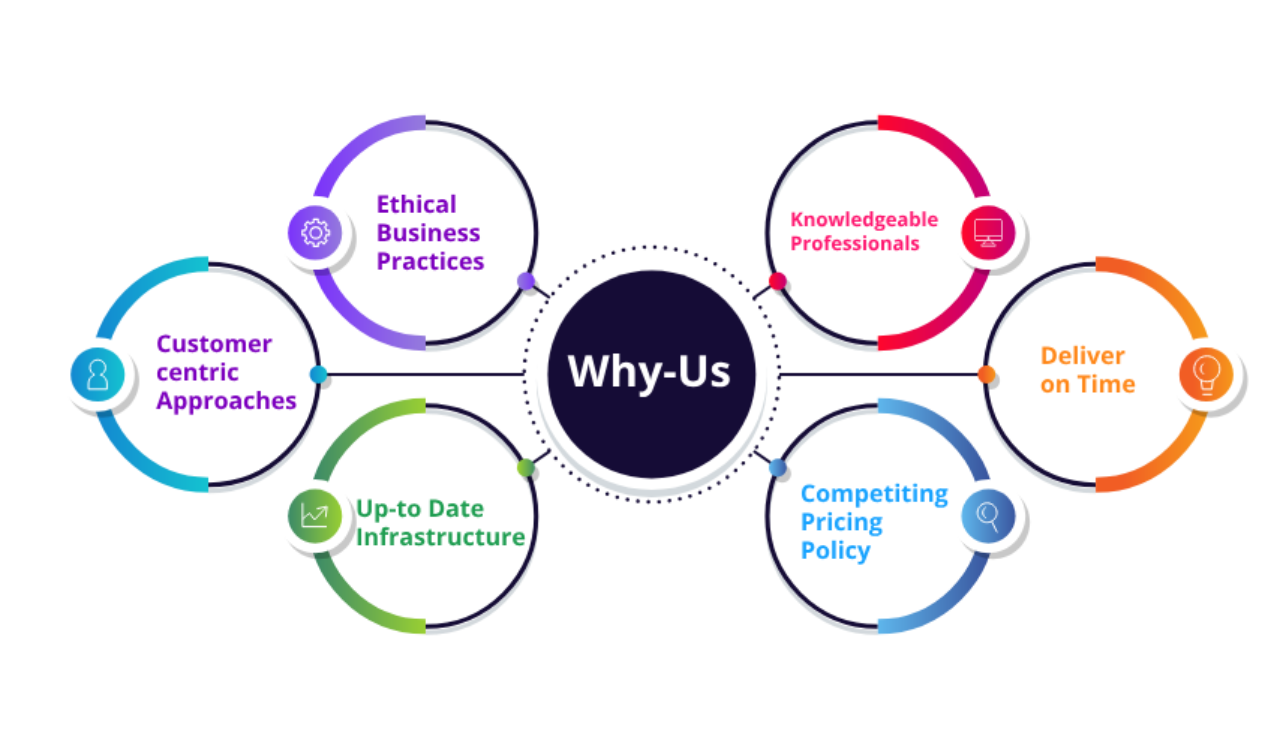 Ethical
Business
Practices
Knowledgeable
Professionals
Customer
centric
Approaches
Why-Us
Deliver
on Time
Up-to Date
Infrastructure
Competiting
Pricing
Policy